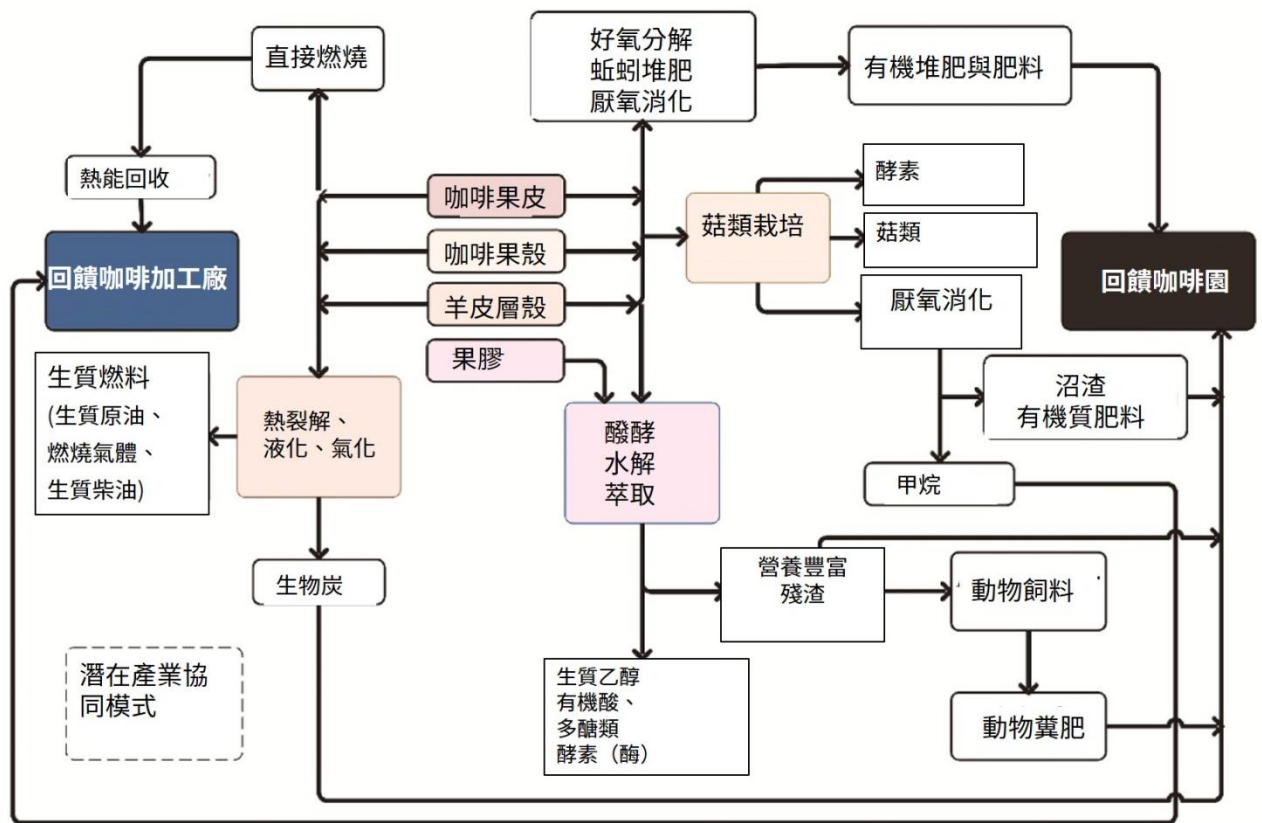 直接燃燒
好氧分解
蚯蚓堆肥
厭氧消化
有機堆肥與肥料
熱能回收
咖啡果皮
酵素
咖啡果殼
菇類栽培
菇類
回饋咖啡加工廠
羊皮層殼
厭氧消化
回饋咖啡園
果膠
生質燃料
(生質原油、
燃燒氣體、
生質柴油)
熱裂解、
液化、氣化
醱酵
水解
萃取
沼渣
有機質肥料
甲烷
生物炭
營養豐富
殘渣
動物飼料
潛在產業協
同模式
生質乙醇
有機酸、
多醣類
酵素（酶）
動物糞肥